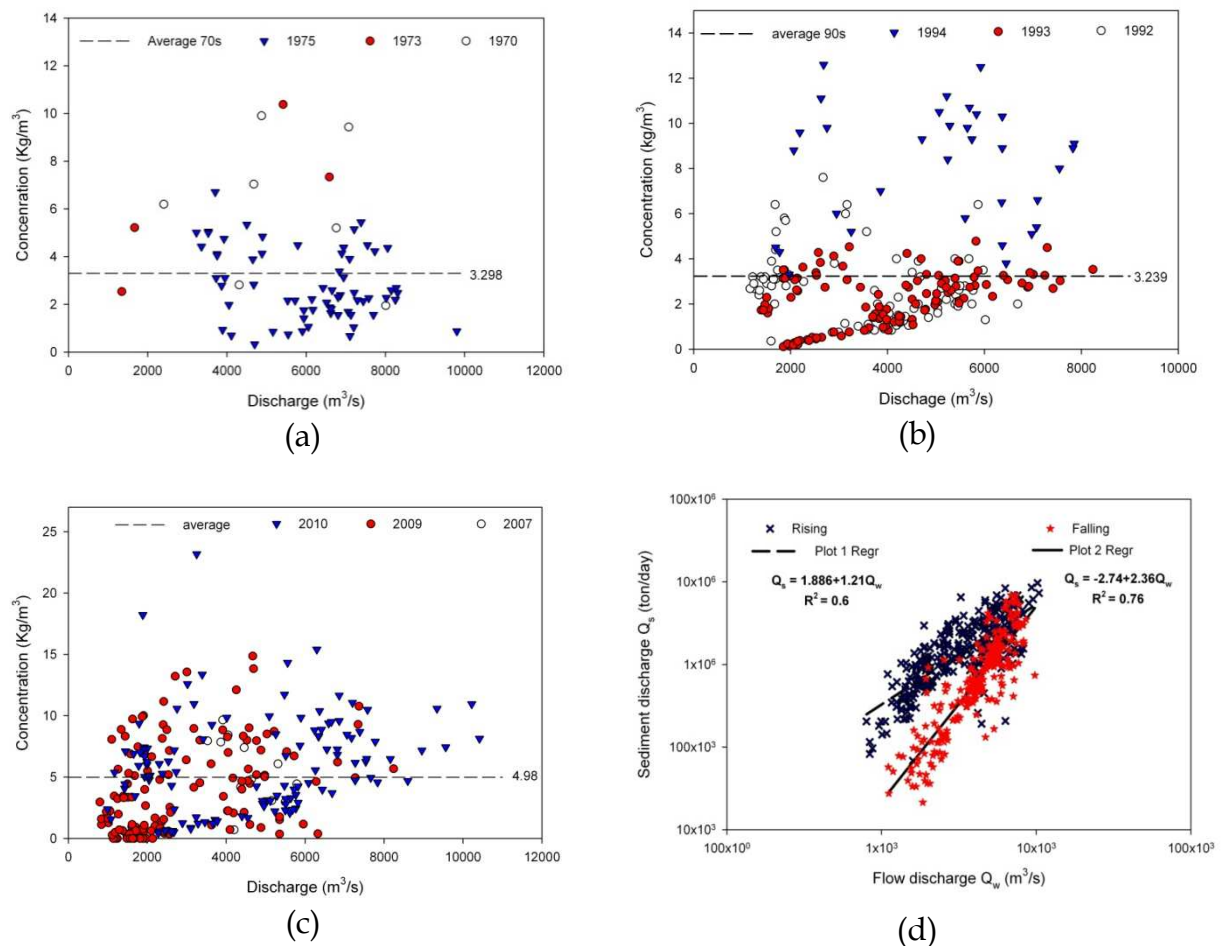 14
12
10
8
6
4
2
0
Concenration (Kg/m³)
Average 70s 1975 1973 1970
3.298
0 2000 4000 6000 8000 10000 12000
Discharge (m³/s)
(a)
14
12
10
8
6
4
2
0
Concentration (kg/m³)
average 90s 1994 1993 1992
3.239
0 2000 4000 6000 8000 10000
Dischage (m³/s)
(b)
25
20
15
10
5
0
Concentration (Kg/m³)
average 2010 2009 2007
4.98
0 2000 4000 6000 8000 10000 12000
Discharge (m³/s)
(c)
100x10⁶
10x10⁶
1x10⁶
100x10³
10x10³
Sediment discharge Qₛ (ton/day)
Rising Falling
Plot 1 Regr Plot 2 Regr
Qₛ = 1.886+1.21Q_w Qₛ = -2.74+2.36Q_w
R² = 0.6 R² = 0.76
100x10⁰ 1x10³ 10x10³ 100x10³
Flow discharge Q_w (m³/s)
(d)